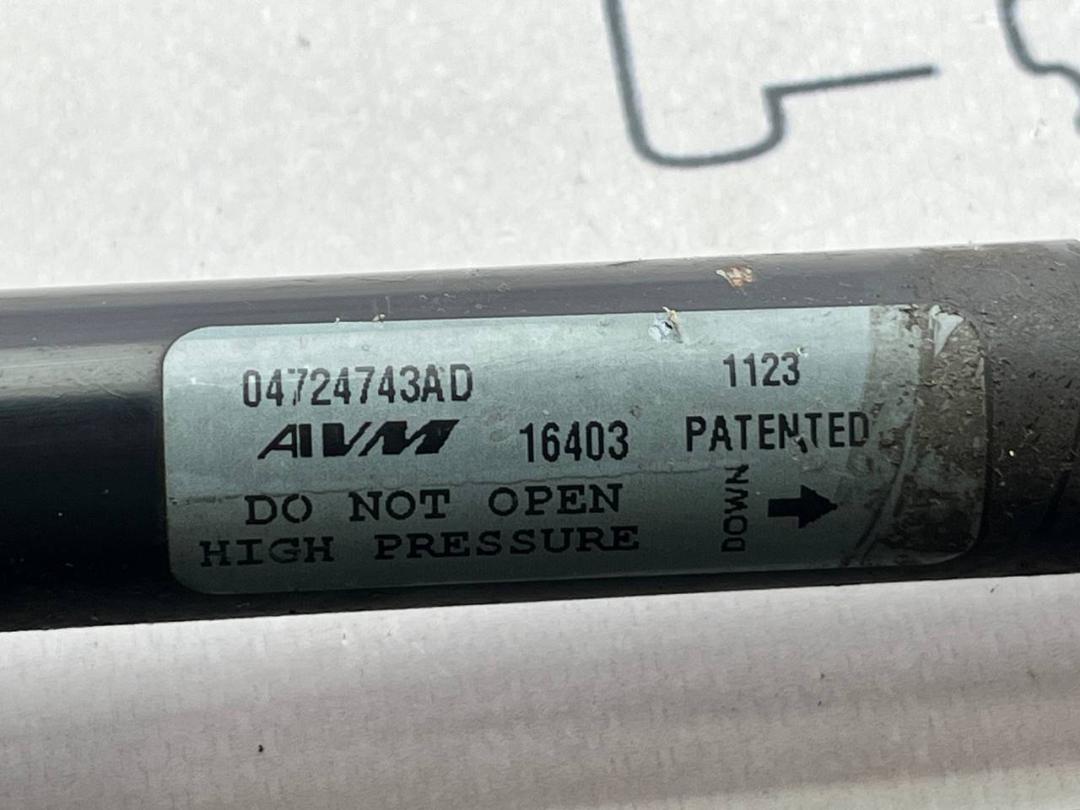 04724743AD 1123
AVM 16403 PATENTED
DO NOT OPEN
HIGH PRESSURE
DOWN